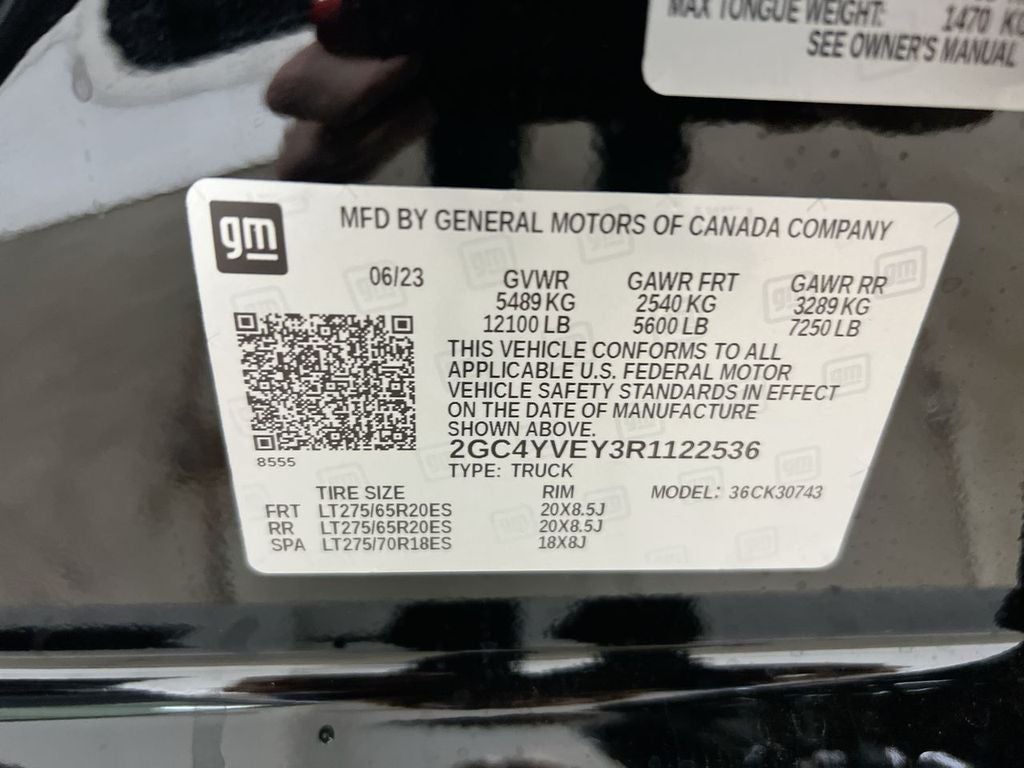 MAX TONGUE WEIGHT: 1470 KG
SEE OWNER'S MANUAL
gm
MFD BY GENERAL MOTORS OF CANADA COMPANY
06/23 GVWR GAWR FRT GAWR RR
5489 KG 2540 KG 3289 KG
12100 LB 5600 LB 7250 LB
THIS VEHICLE CONFORMS TO ALL
APPLICABLE U.S. FEDERAL MOTOR
VEHICLE SAFETY STANDARDS IN EFFECT
ON THE DATE OF MANUFACTURE
SHOWN ABOVE.
2GC4YVEY3R1122536
8555
TYPE: TRUCK
TIRE SIZE RIM MODEL: 36CK30743
FRT LT275/65R20ES 20X8.5J
RR LT275/65R20ES 20X8.5J
SPA LT275/70R18ES 18X8J